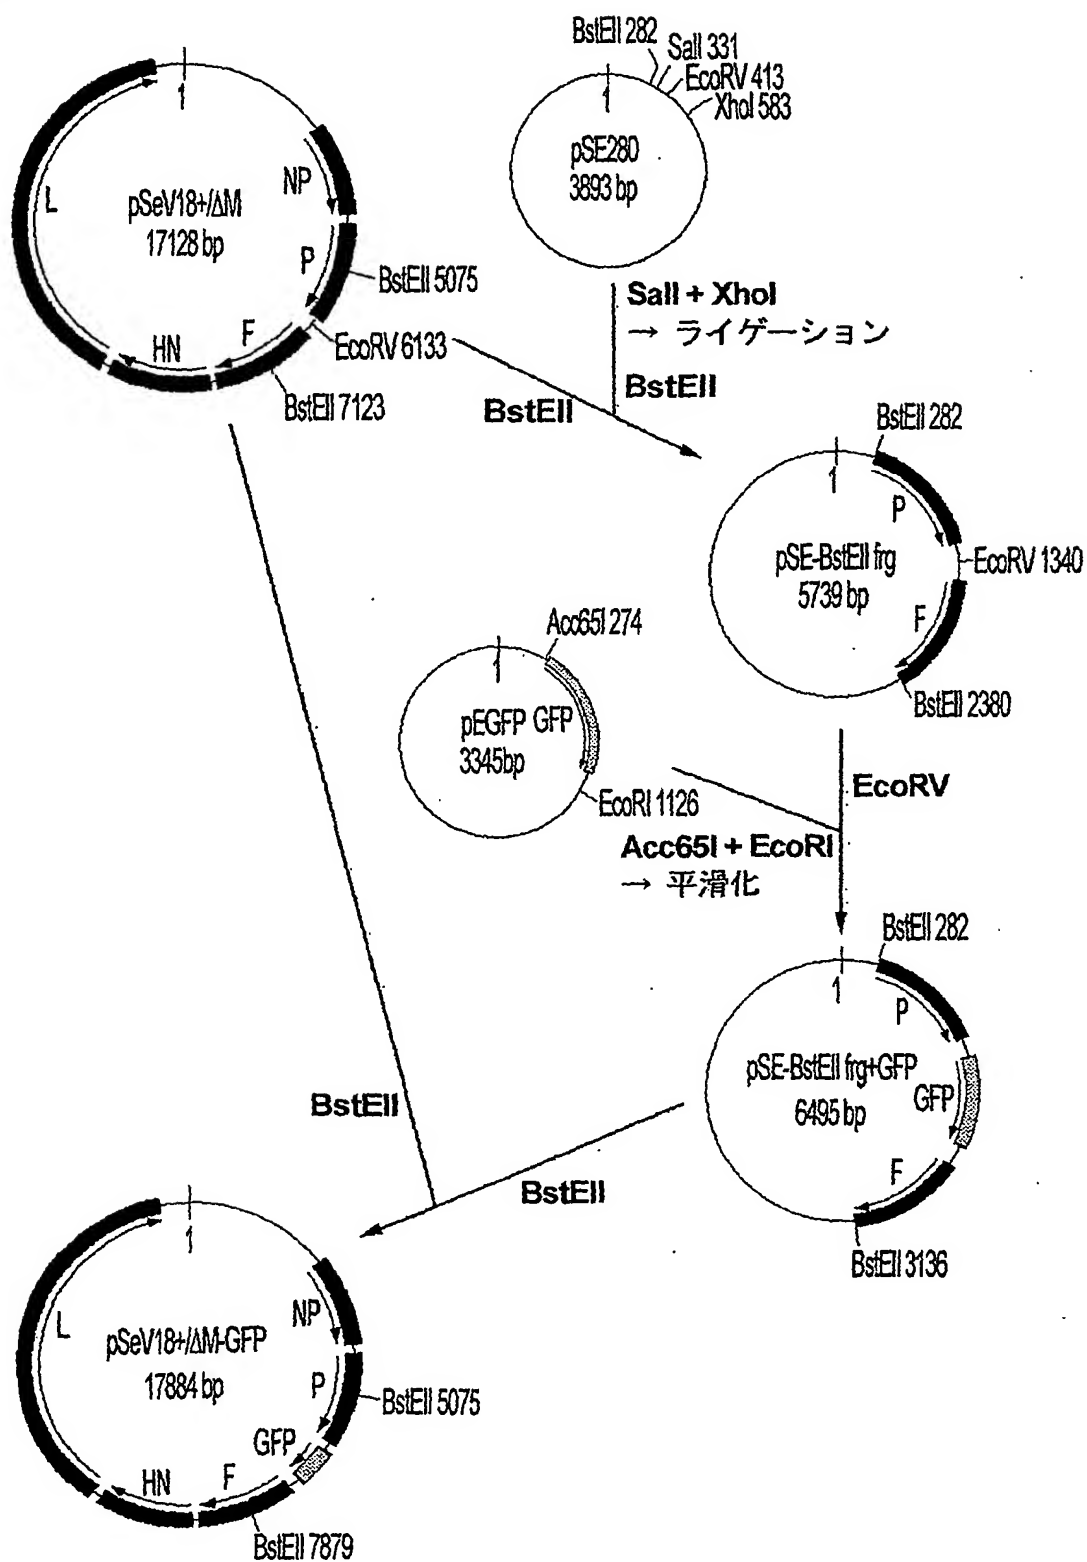 1
L
NP
pSeV18+/ΔM
17128 bp
P
BstEII 5075
F
HN
EcoRV 6133
BstEII 7123
BstEII 282
SalI 331
EcoRV 413
XhoI 583
1
pSE280
3893 bp
SalI + XhoI
→ ライゲーション
BstEII
BstEII
BstEII 282
1
P
pSE-BstEII frg
5739 bp
EcoRV 1340
F
BstEII 2380
Acc65I 274
1
pEGFP GFP
3345bp
EcoRI 1126
EcoRV
Acc65I + EcoRI
→ 平滑化
BstEII 282
1
P
pSE-BstEII frg+GFP
6495 bp
GFP
F
BstEII 3136
BstEII
BstEII
1
L
NP
pSeV18+/ΔM-GFP
17884 bp
P
BstEII 5075
GFP
F
HN
BstEII 7879